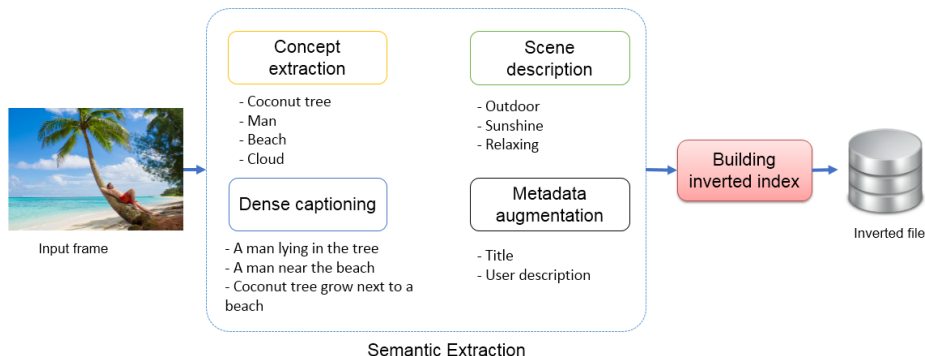 Concept
extraction
- Coconut tree
- Man
- Beach
- Cloud
Scene
description
- Outdoor
- Sunshine
- Relaxing
Dense captioning
- A man lying in the tree
- A man near the beach
- Coconut tree grow next to a
beach
Metadata
augmentation
- Title
- User description
Building
inverted index
Input frame
Inverted file
Semantic Extraction